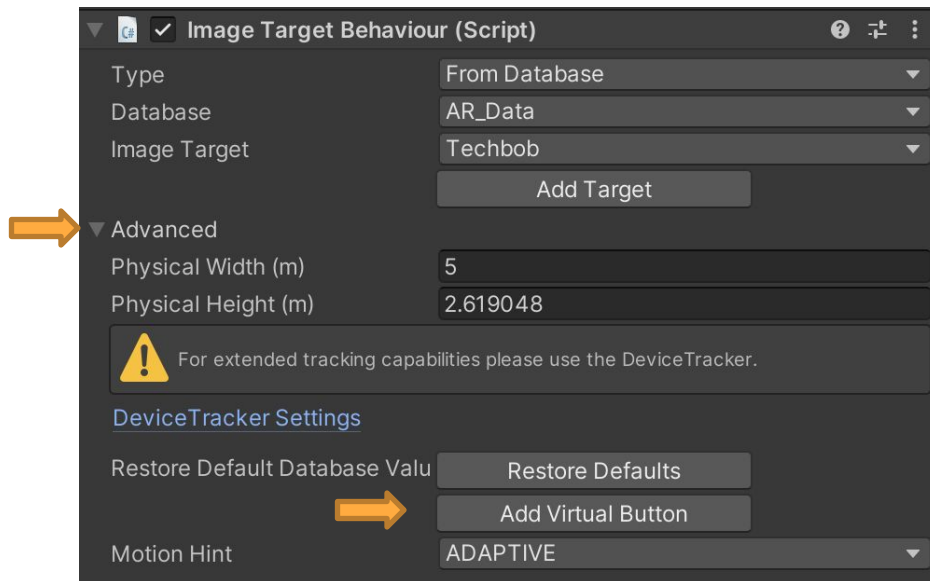 Image Target Behaviour (Script)
Type From Database
Database AR_Data
Image Target Techbob
Add Target
Advanced
Physical Width (m) 5
Physical Height (m) 2.619048
For extended tracking capabilities please use the DeviceTracker.
DeviceTracker Settings
Restore Default Database Valu Restore Defaults
Add Virtual Button
Motion Hint ADAPTIVE